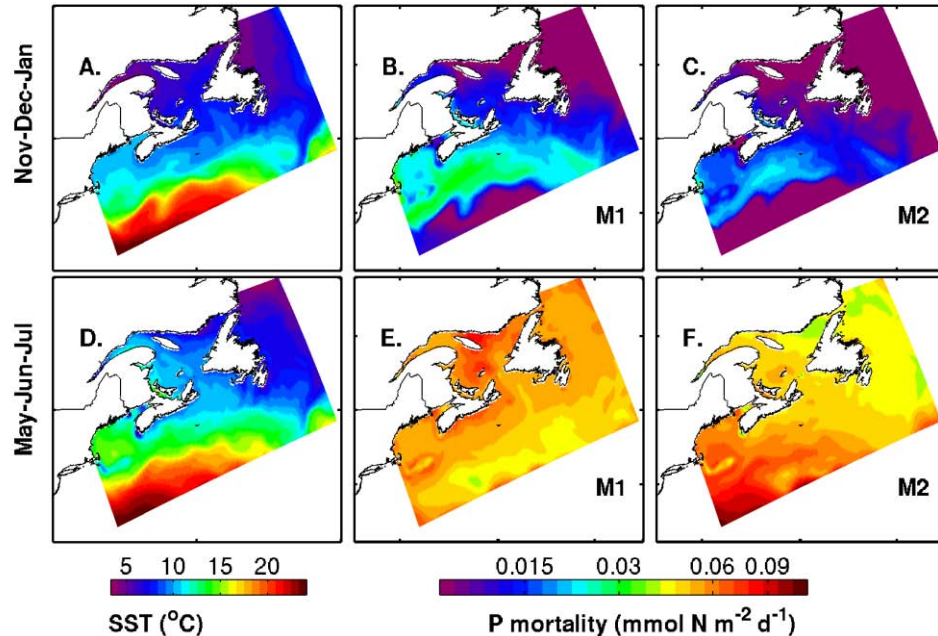 Nov-Dec-Jan
A.
B.
C.
M1
M2
May-Jun-Jul
D.
E.
F.
M1
M2
5 10 15 20
0.015 0.03 0.06 0.09
SST (°C)
P mortality (mmol N m⁻² d⁻¹)